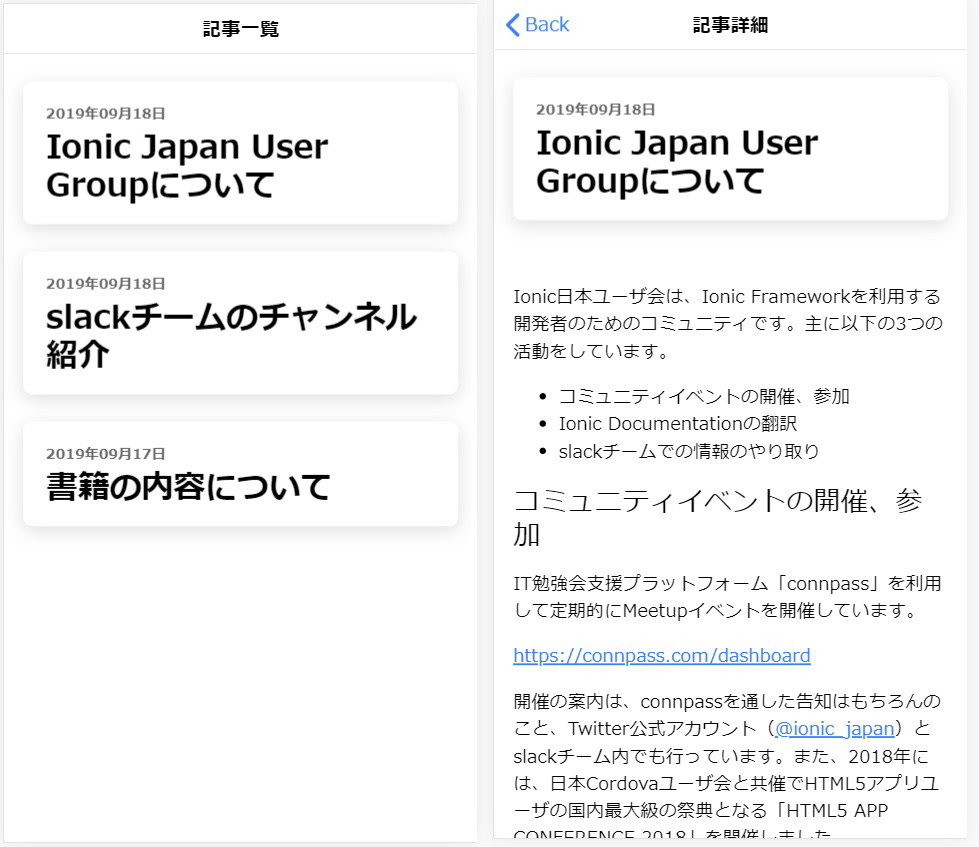 記事一覧
2019年09月18日
Ionic Japan User
Groupについて
2019年09月18日
slackチームのチャンネル
紹介
2019年09月17日
書籍の内容について
Back
記事詳細
2019年09月18日
Ionic Japan User
Groupについて
Ionic日本ユーザ会は、Ionic Frameworkを利用する
開発者のためのコミュニティです。主に以下の3つの
活動をしています。
• コミュニティイベントの開催、参加
• Ionic Documentationの翻訳
• slackチームでの情報のやり取り
コミュニティイベントの開催、参
加
IT勉強会支援プラットフォーム「connpass」を利用
して定期的にMeetupイベントを開催しています。
https://connpass.com/dashboard
開催の案内は、connpassを通した告知はもちろんの
こと、Twitter公式アカウント（@ionic_japan）と
slackチーム内でも行っています。また、2018年に
は、日本Cordovaユーザ会と共催でHTML5アプリユ
ーザの国内最大級の祭典となる「HTML5 APP
CONFERENCE 2018」を開催しました